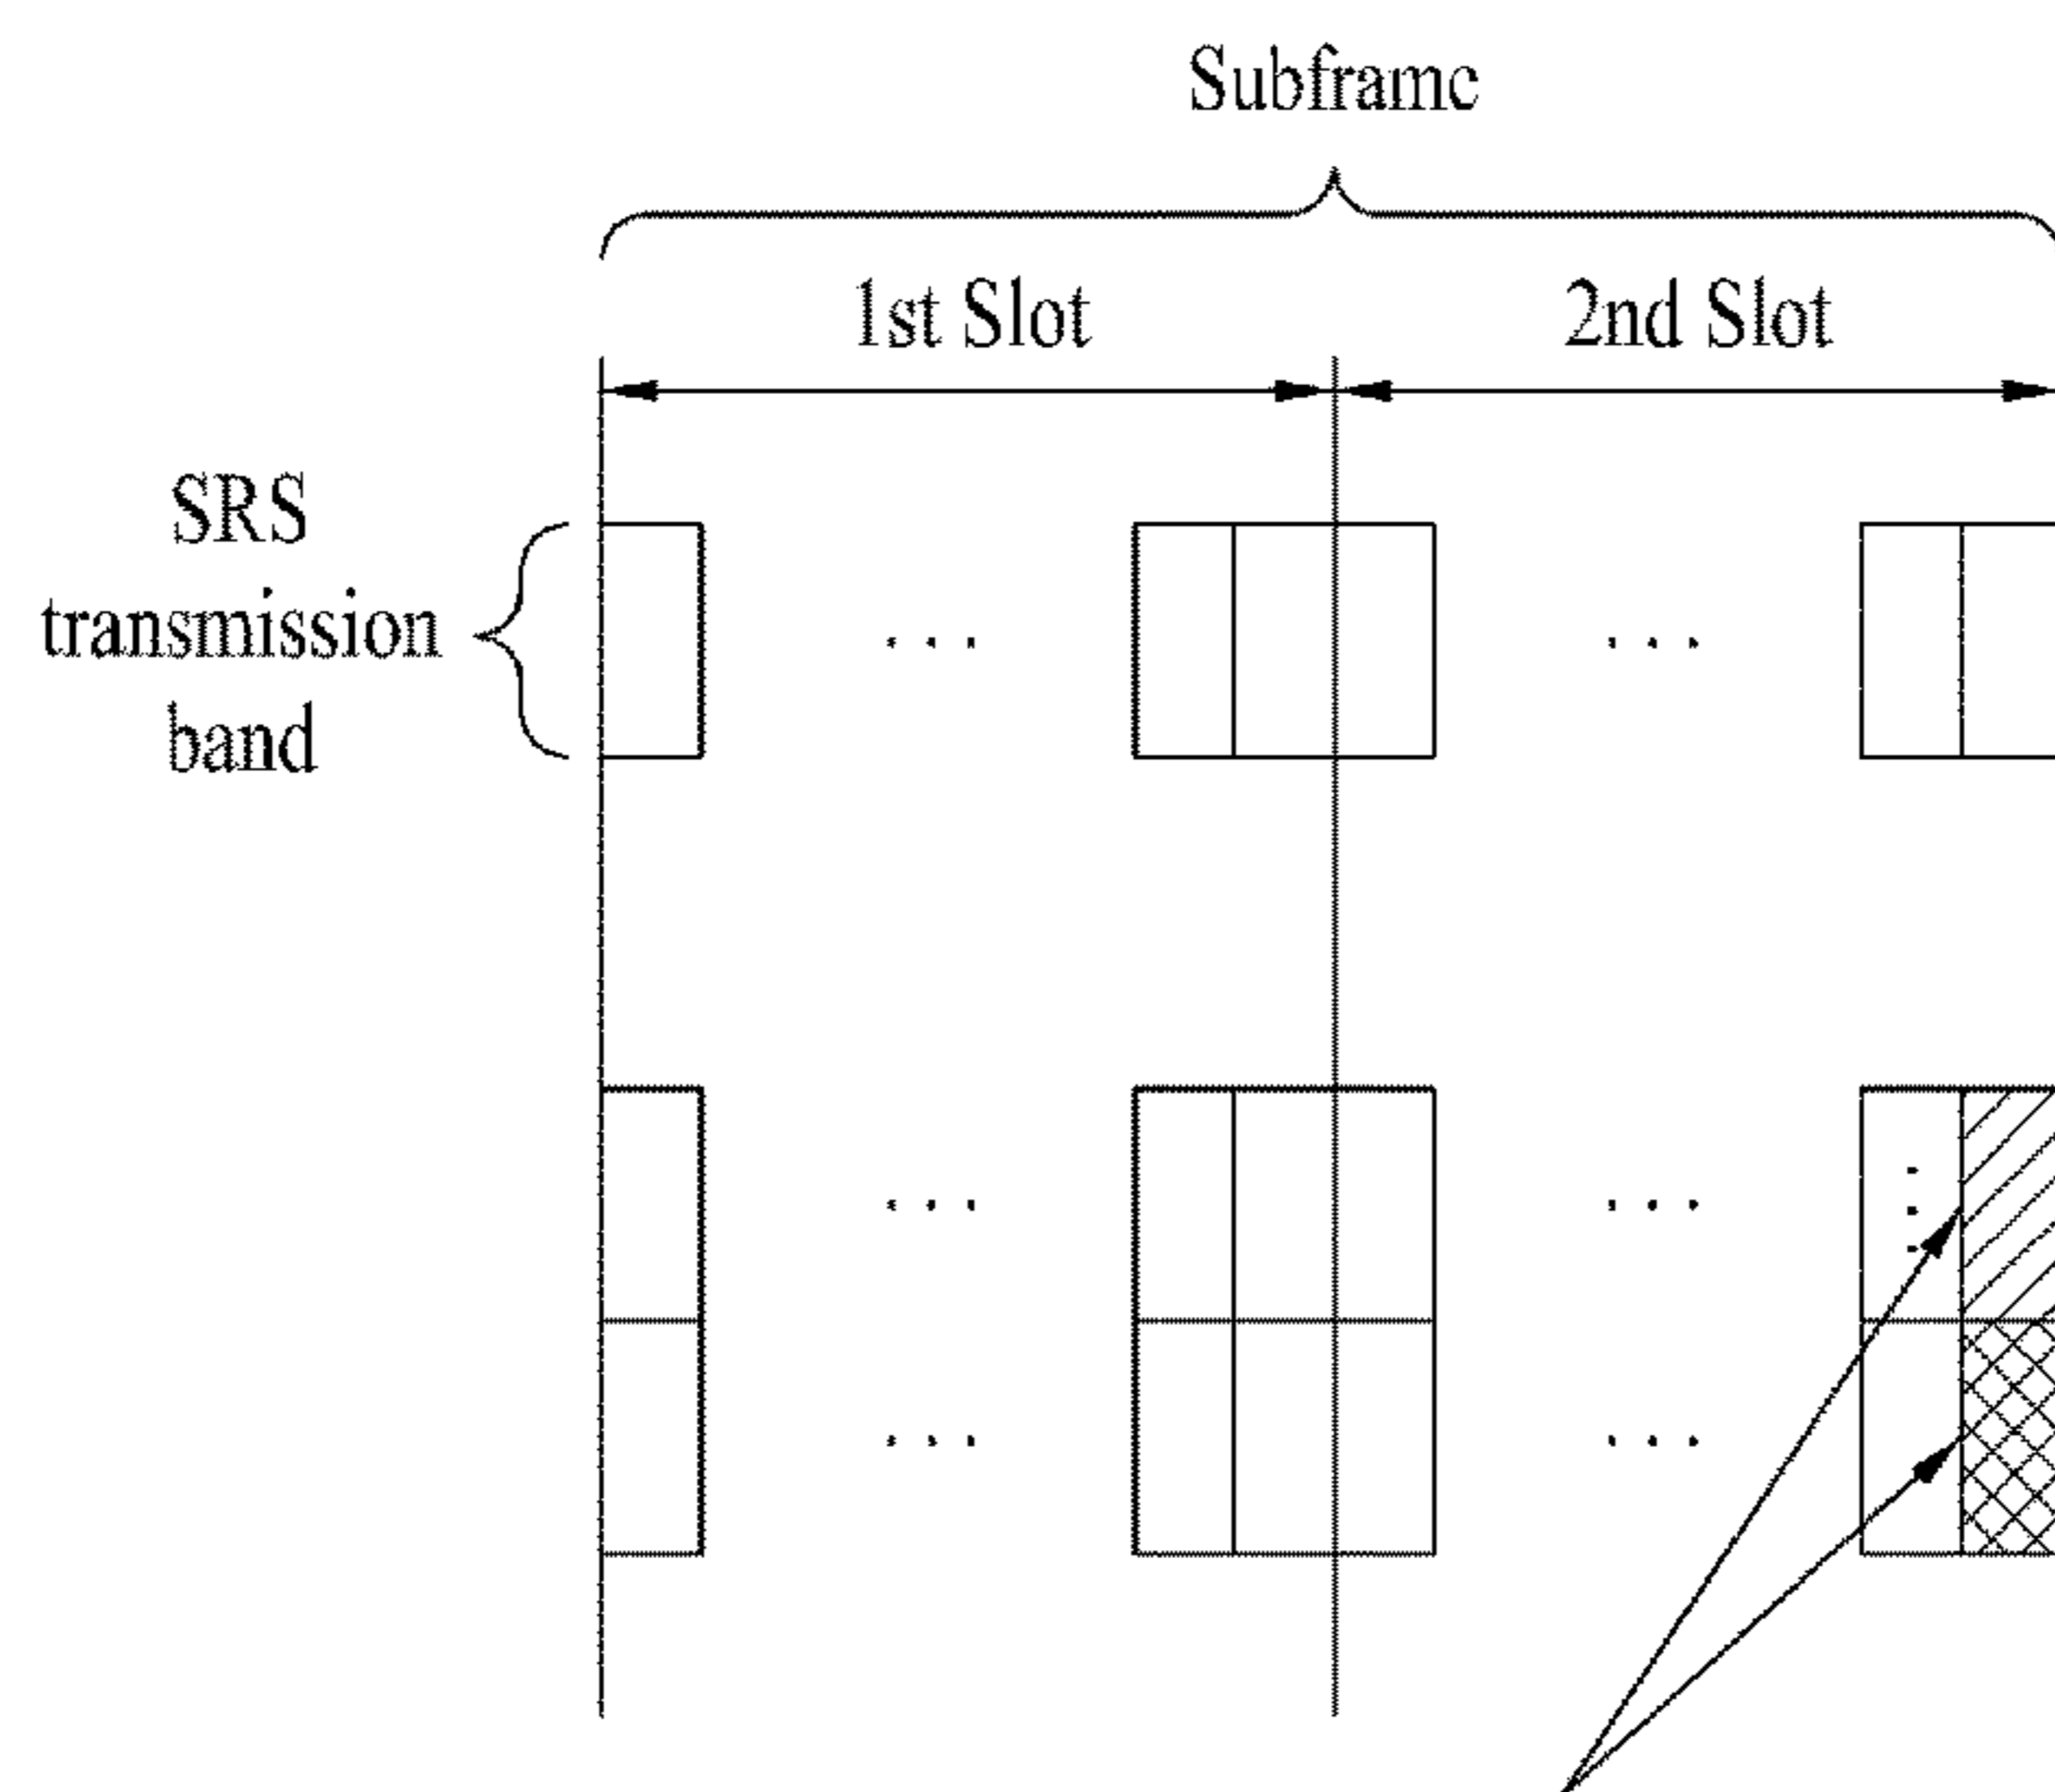 Subframe
1st Slot
2nd Slot
SRS
transmission
band